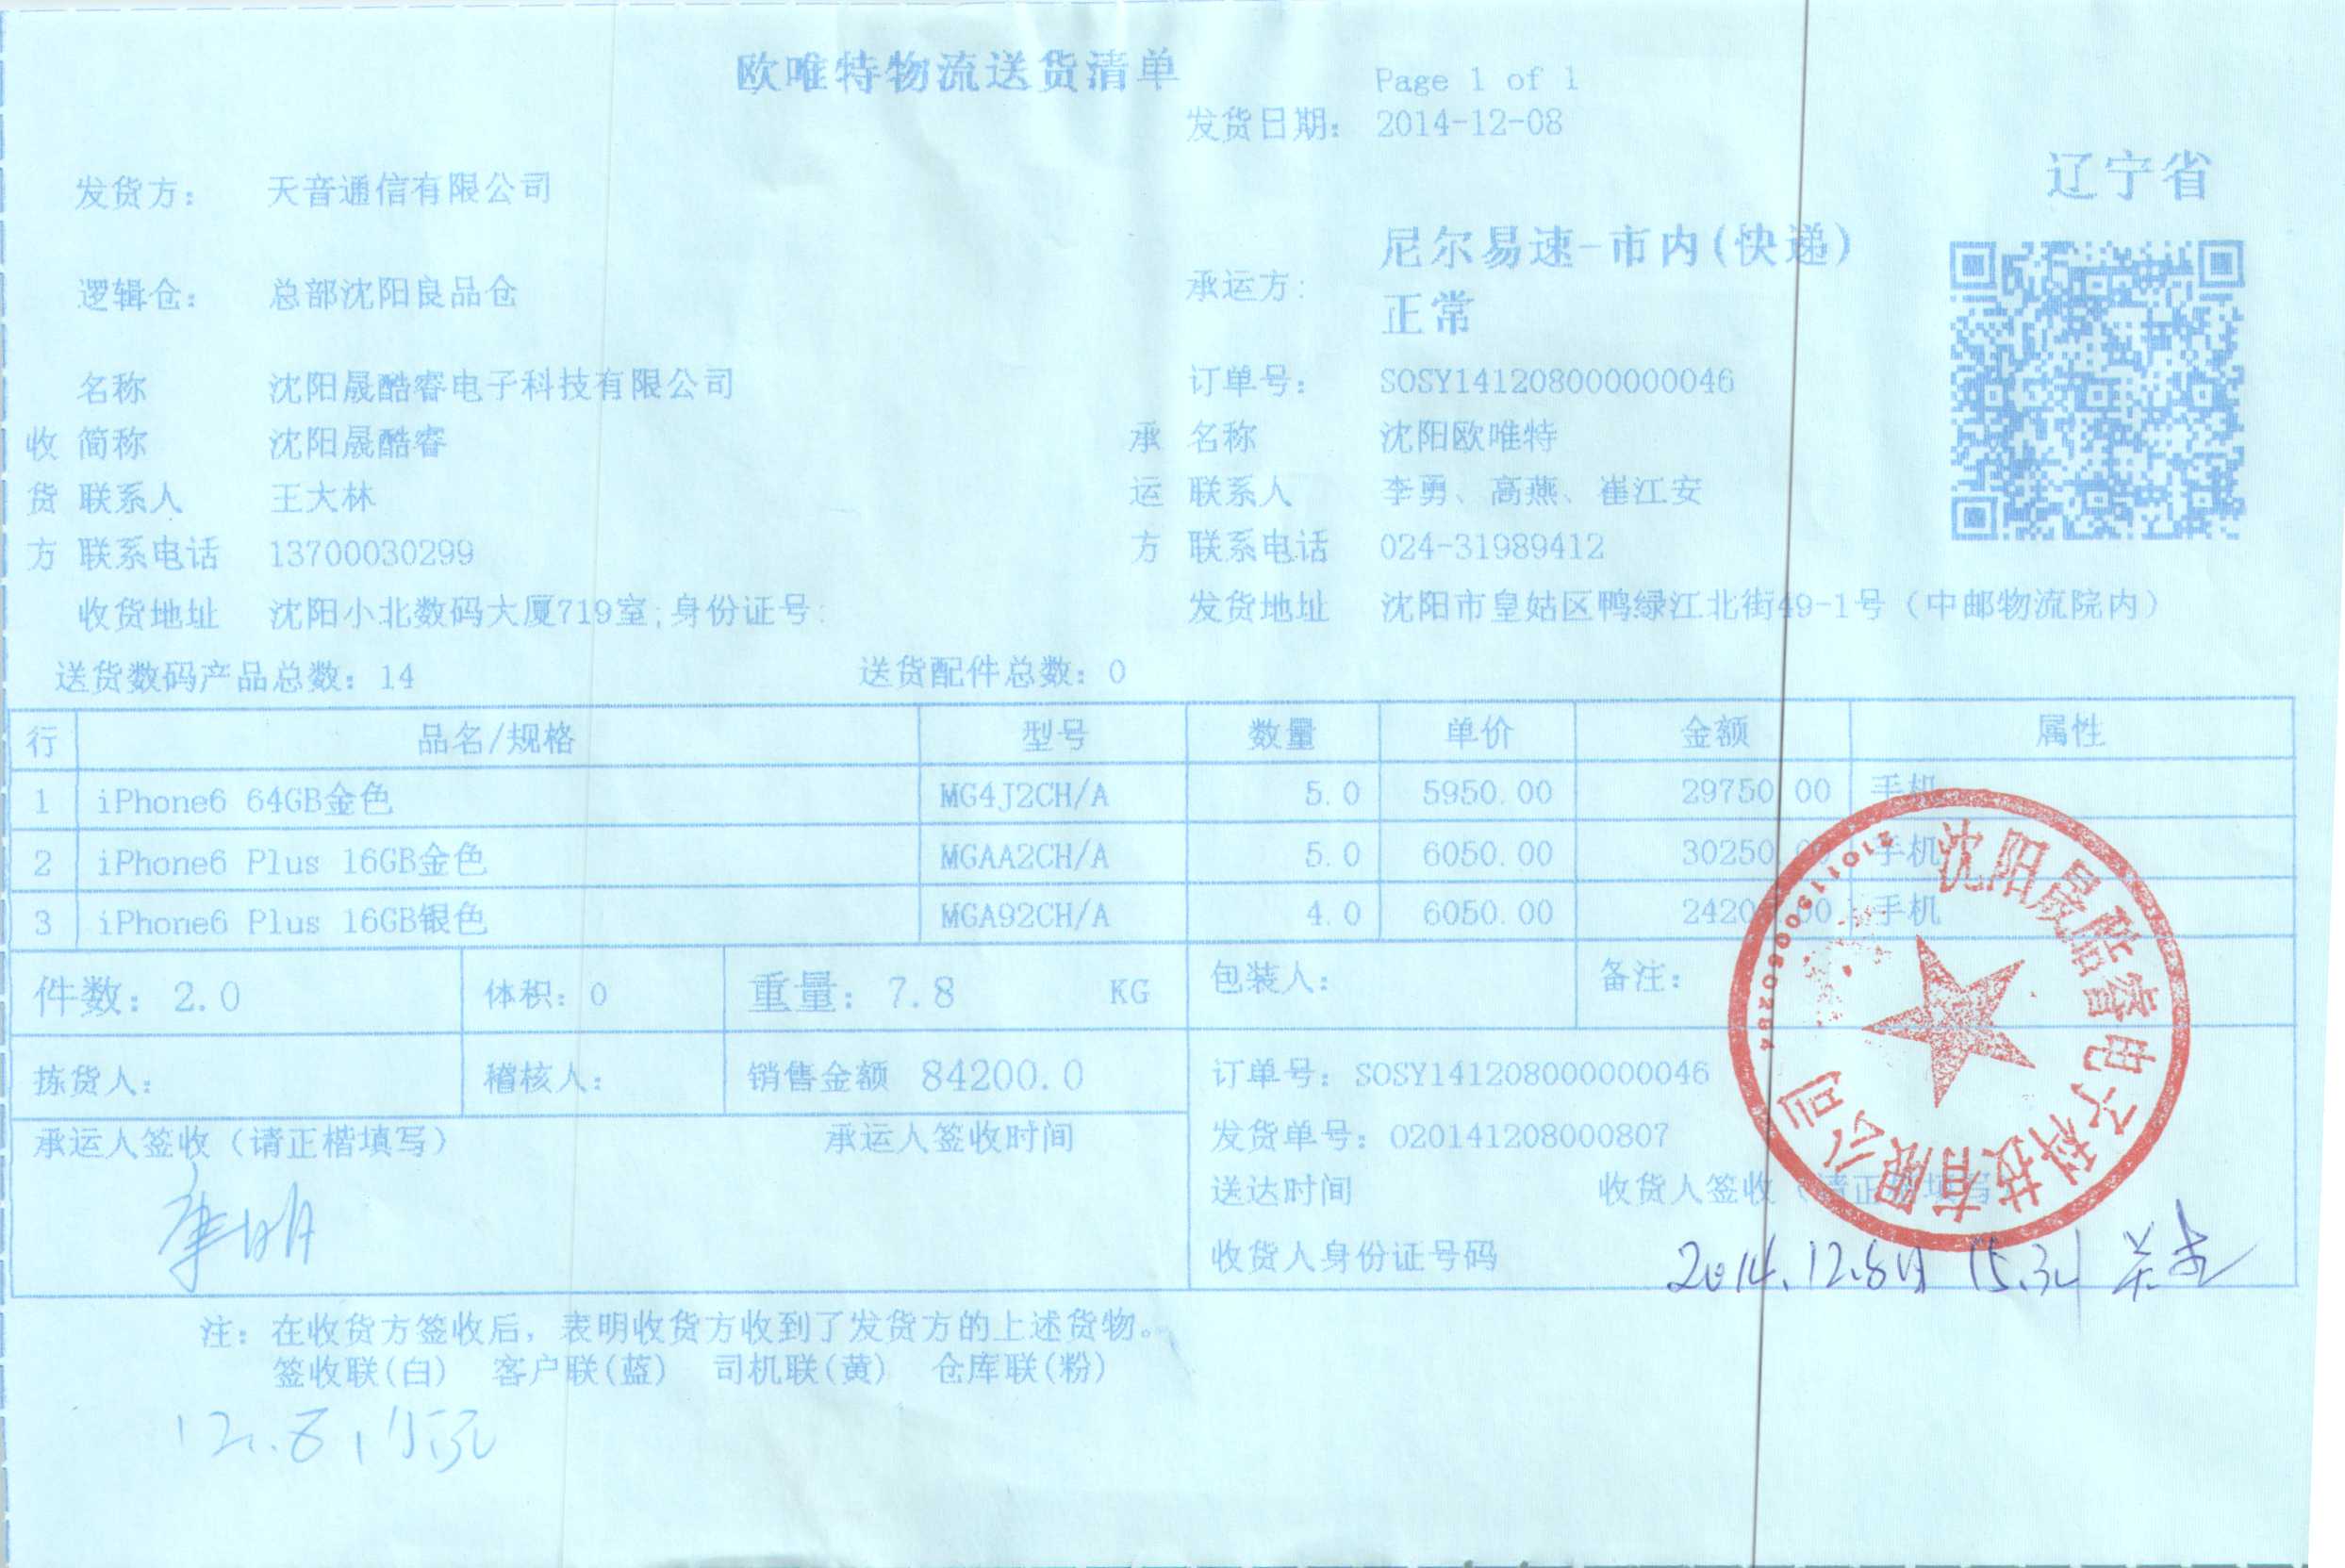 欧唯特物流送货清单
Page 1 of 1
发货日期: 2014-12-08
辽宁省
发货方: 天音通信有限公司
逻辑仓: 总部沈阳良品仓
承运方: 尼尔易速-市内(快递)
正常
名称 沈阳晟酷睿电子科技有限公司 订单号: SOSY141208000000046
收 简称 沈阳晟酷睿 承 名称 沈阳欧唯特
货 联系人 王大林 运 联系人 李勇、高燕、崔江安
方 联系电话 13700030299 方 联系电话 024-31989412
收货地址 沈阳小北数码大厦719室;身份证号: 发货地址 沈阳市皇姑区鸭绿江北街49-1号（中邮物流院内）
送货数码产品总数: 14 送货配件总数: 0
行 品名/规格 型号 数量 单价 金额 属性
1 iPhone6 64GB金色 MG4J2CH/A 5.0 5950.00 29750.00 手机
2 iPhone6 Plus 16GB金色 MGAA2CH/A 5.0 6050.00 30250.00 手机
3 iPhone6 Plus 16GB银色 MGA92CH/A 4.0 6050.00 24200.00 手机
件数: 2.0 体积: 0 重量: 7.8 KG 包装人: 备注:
拣货人: 稽核人: 销售金额 84200.0 订单号: SOSY141208000000046
承运人签收（请正楷填写） 承运人签收时间 发货单号: 020141208000807
送达时间 收货人签收（请正楷填写
收货人身份证号码
沈阳晟酷睿电子科技有限公司
注: 在收货方签收后, 表明收货方收到了发货方的上述货物。
签收联(白) 客户联(蓝) 司机联(黄) 仓库联(粉)